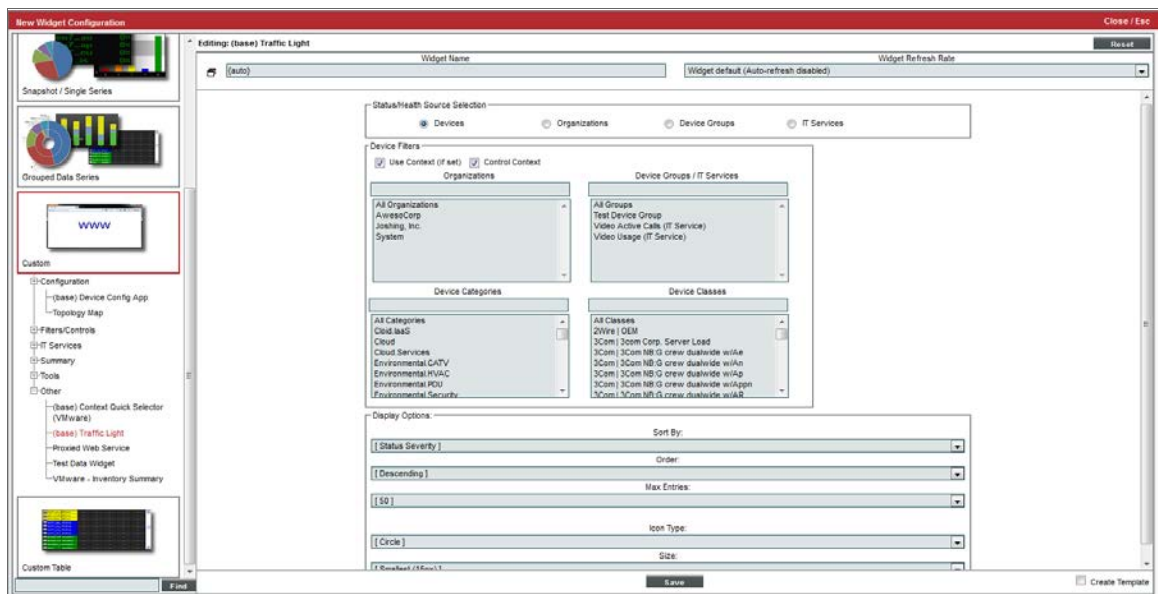 New Widget Configuration
Close / Esc
Snapshot / Single Series
Grouped Data Series
www
Custom
Configuration
(base) Device Config App
Topology Map
Filters/Controls
IT Services
Summary
Tools
Other
(base) Context Quick Selector
(VMware)
(base) Traffic Light
Proxied Web Service
Test Data Widget
VMware - Inventory Summary
Custom Table
Find
Editing: (base) Traffic Light
Reset
Widget Name
Widget Refresh Rate
{auto}
Widget default (Auto-refresh disabled)
Status/Health Source Selection
Devices
Organizations
Device Groups
IT Services
Device Filters
Use Context (if set)
Control Context
Organizations
Device Groups / IT Services
All Organizations
AwesoCorp
Joshing, Inc.
System
All Groups
Test Device Group
Video Active Calls (IT Service)
Video Usage (IT Service)
Device Categories
Device Classes
All Categories
Cloid.IaaS
Cloud
Cloud.Services
Environmental.CATV
Environmental.HVAC
Environmental.PDU
Environmental.Security
All Classes
2Wire | OEM
3Com | 3com Corp. Server Load
3Com | 3Com NB:G crew dualwide w/Ae
3Com | 3Com NB:G crew dualwide w/An
3Com | 3Com NB:G crew dualwide w/Ap
3Com | 3Com NB:G crew dualwide w/Appn
3Com | 3Com NB:G crew dualwide w/AR
Display Options:
Sort By:
[ Status Severity ]
Order:
[ Descending ]
Max Entries:
[ 50 ]
Icon Type:
[ Circle ]
Size:
[ Smallest (15px) ]
Save
Create Template